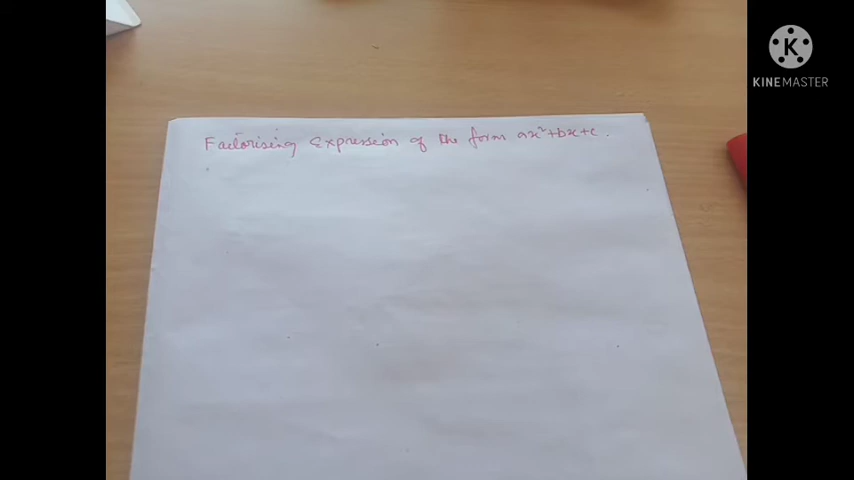 Factorising Expression of the form ax²+bx+c.
K
KINEMASTER